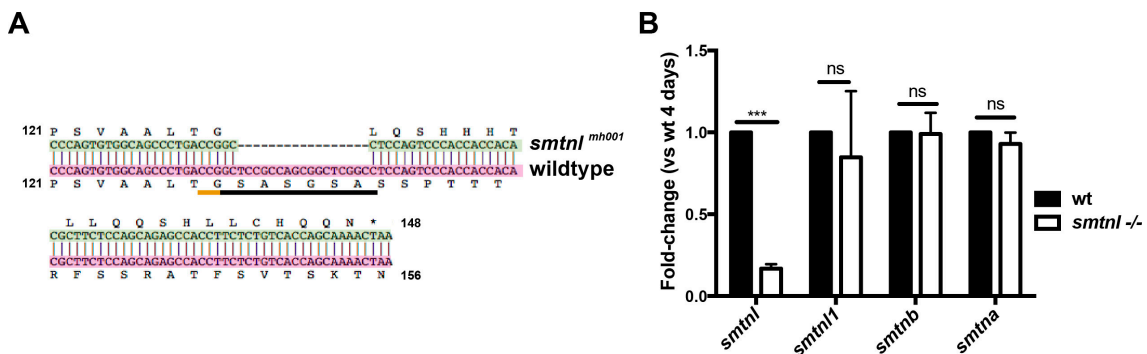 A
B
121 P S V A A L T G L Q S H H H T
CCCAGTGTGGCAGCCCTGACCGGC-----------------CTCCAGTCCCACCACCACA smtnl mh001
CCCAGTGTGGCAGCCCTGACCGGCTCCGCCAGCGGCTCGGCCTCCAGTCCCACCACCACA wildtype
121 P S V A A L T G S A S G S A S S P T T T
L L Q Q S H L L C H Q Q N * 148
CGCTTCTCCAGCAGAGCCACCTTCTCTGTCACCAGCAAAACTAA
CGCTTCTCCAGCAGAGCCACCTTCTCTGTCACCAGCAAAACTAA
R F S S R A T F S V T S K T N 156
Fold-change (vs wt 4 days)
1.5
1.0
0.5
0.0
***
ns
ns
ns
smtnl
smtnl1
smtnb
smtna
wt
smtnl -/-